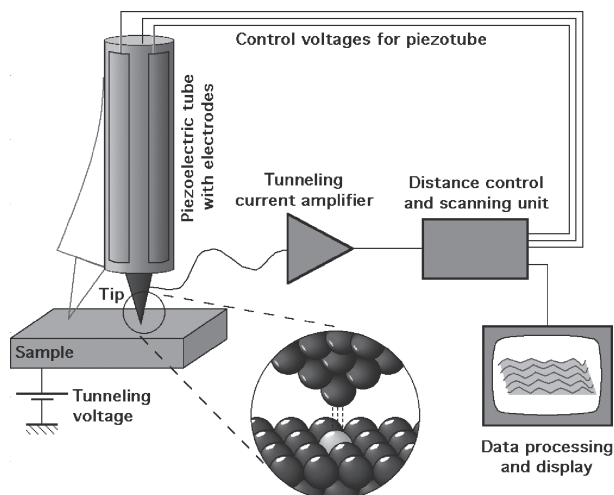 Control voltages for piezotube
Piezoelectric tube
with electrodes
Tunneling
current amplifier
Distance control
and scanning unit
Tip
Sample
Tunneling
voltage
Data processing
and display